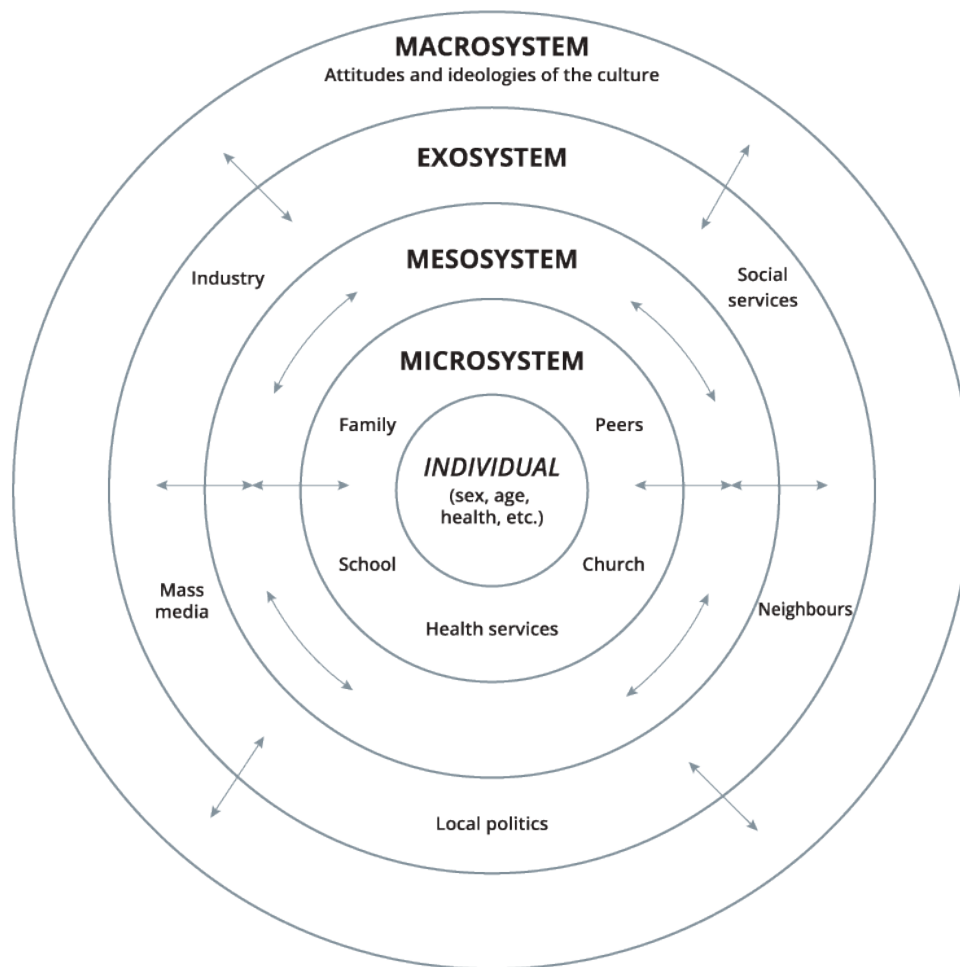 MACROSYSTEM
Attitudes and ideologies of the culture
EXOSYSTEM
MESOSYSTEM
Industry
Social
services
MICROSYSTEM
Family
Peers
INDIVIDUAL
(sex, age,
health, etc.)
School
Church
Mass
media
Neighbours
Health services
Local politics